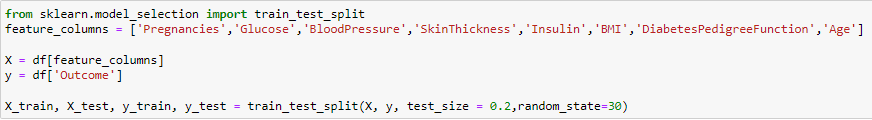 from sklearn.model_selection import train_test_split
feature_columns = ['Pregnancies','Glucose','BloodPressure','SkinThickness','Insulin','BMI','DiabetesPedigreeFunction','Age']
X = df[feature_columns]
y = df['Outcome']
X_train, X_test, y_train, y_test = train_test_split(X, y, test_size = 0.2,random_state=30)